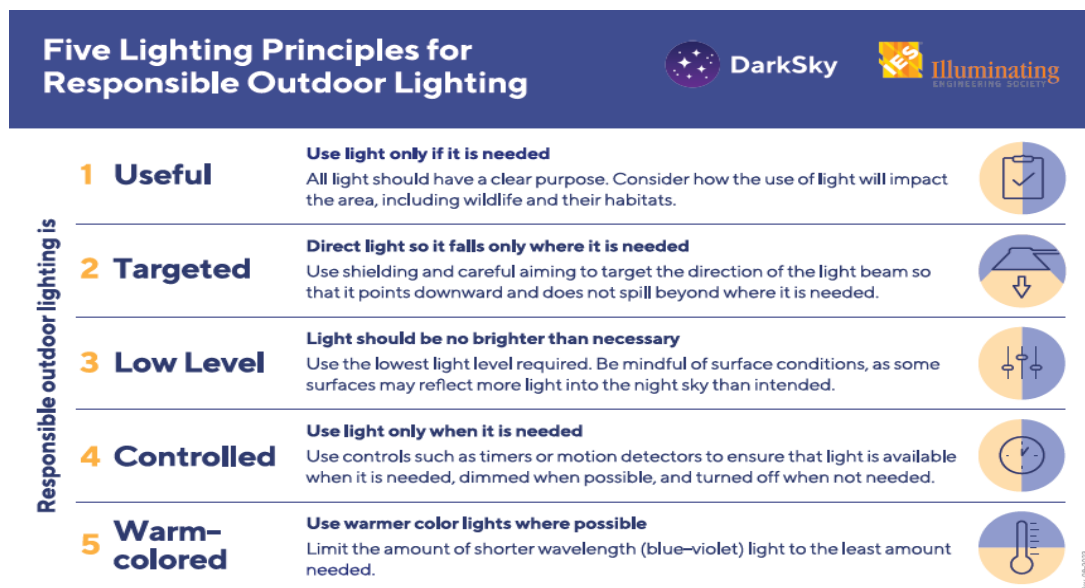 Five Lighting Principles for
Responsible Outdoor Lighting
DarkSky
IES
Illuminating
ENGINEERING SOCIETY
Responsible outdoor lighting is
1 Useful
Use light only if it is needed
All light should have a clear purpose. Consider how the use of light will impact
the area, including wildlife and their habitats.
2 Targeted
Direct light so it falls only where it is needed
Use shielding and careful aiming to target the direction of the light beam so
that it points downward and does not spill beyond where it is needed.
3 Low Level
Light should be no brighter than necessary
Use the lowest light level required. Be mindful of surface conditions, as some
surfaces may reflect more light into the night sky than intended.
4 Controlled
Use light only when it is needed
Use controls such as timers or motion detectors to ensure that light is available
when it is needed, dimmed when possible, and turned off when not needed.
5 Warm–
colored
Use warmer color lights where possible
Limit the amount of shorter wavelength (blue–violet) light to the least amount
needed.